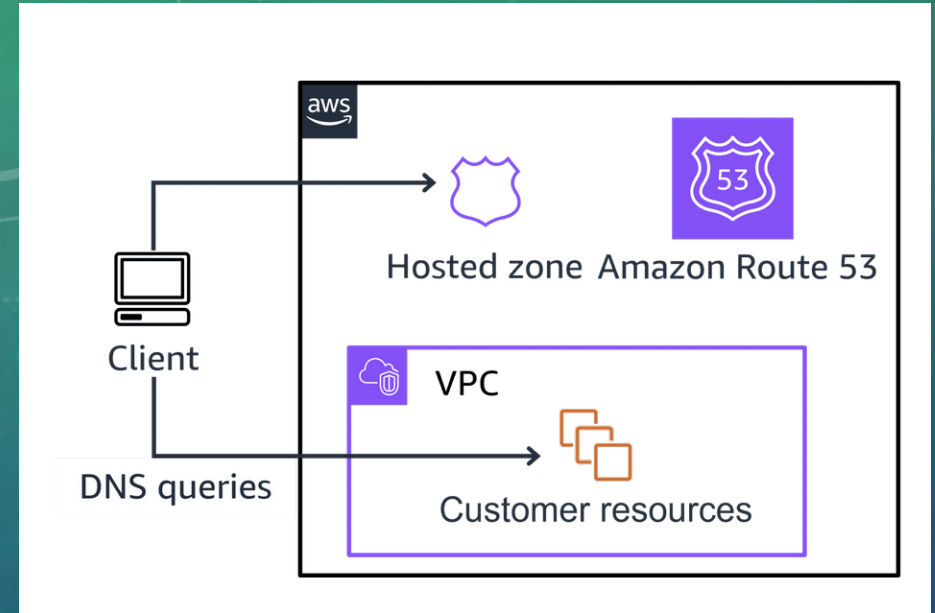 aws
53
Hosted zone
Amazon Route 53
Client
VPC
DNS queries
Customer resources